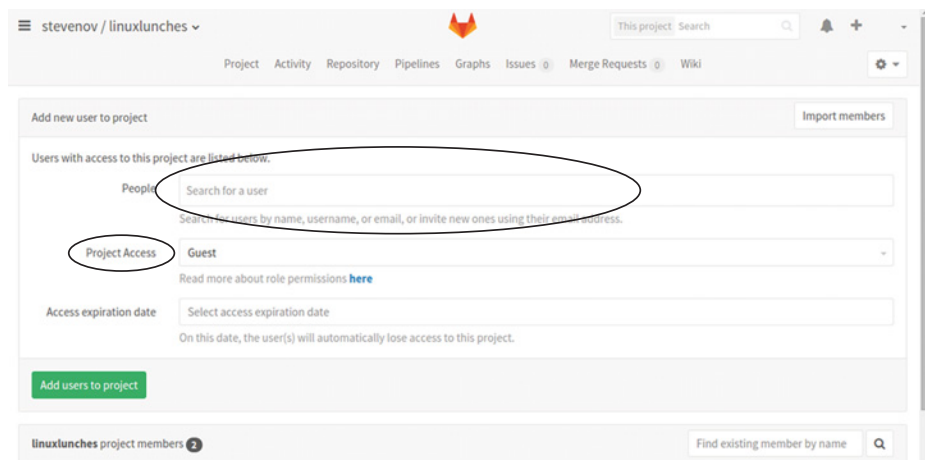 stevenov / linuxlunches
This project Search
Project Activity Repository Pipelines Graphs Issues 0 Merge Requests 0 Wiki
Add new user to project
Import members
Users with access to this project are listed below.
People
Search for a user
Search for users by name, username, or email, or invite new ones using their email address.
Project Access
Guest
Read more about role permissions here
Access expiration date
Select access expiration date
On this date, the user(s) will automatically lose access to this project.
Add users to project
linuxlunches project members 2
Find existing member by name